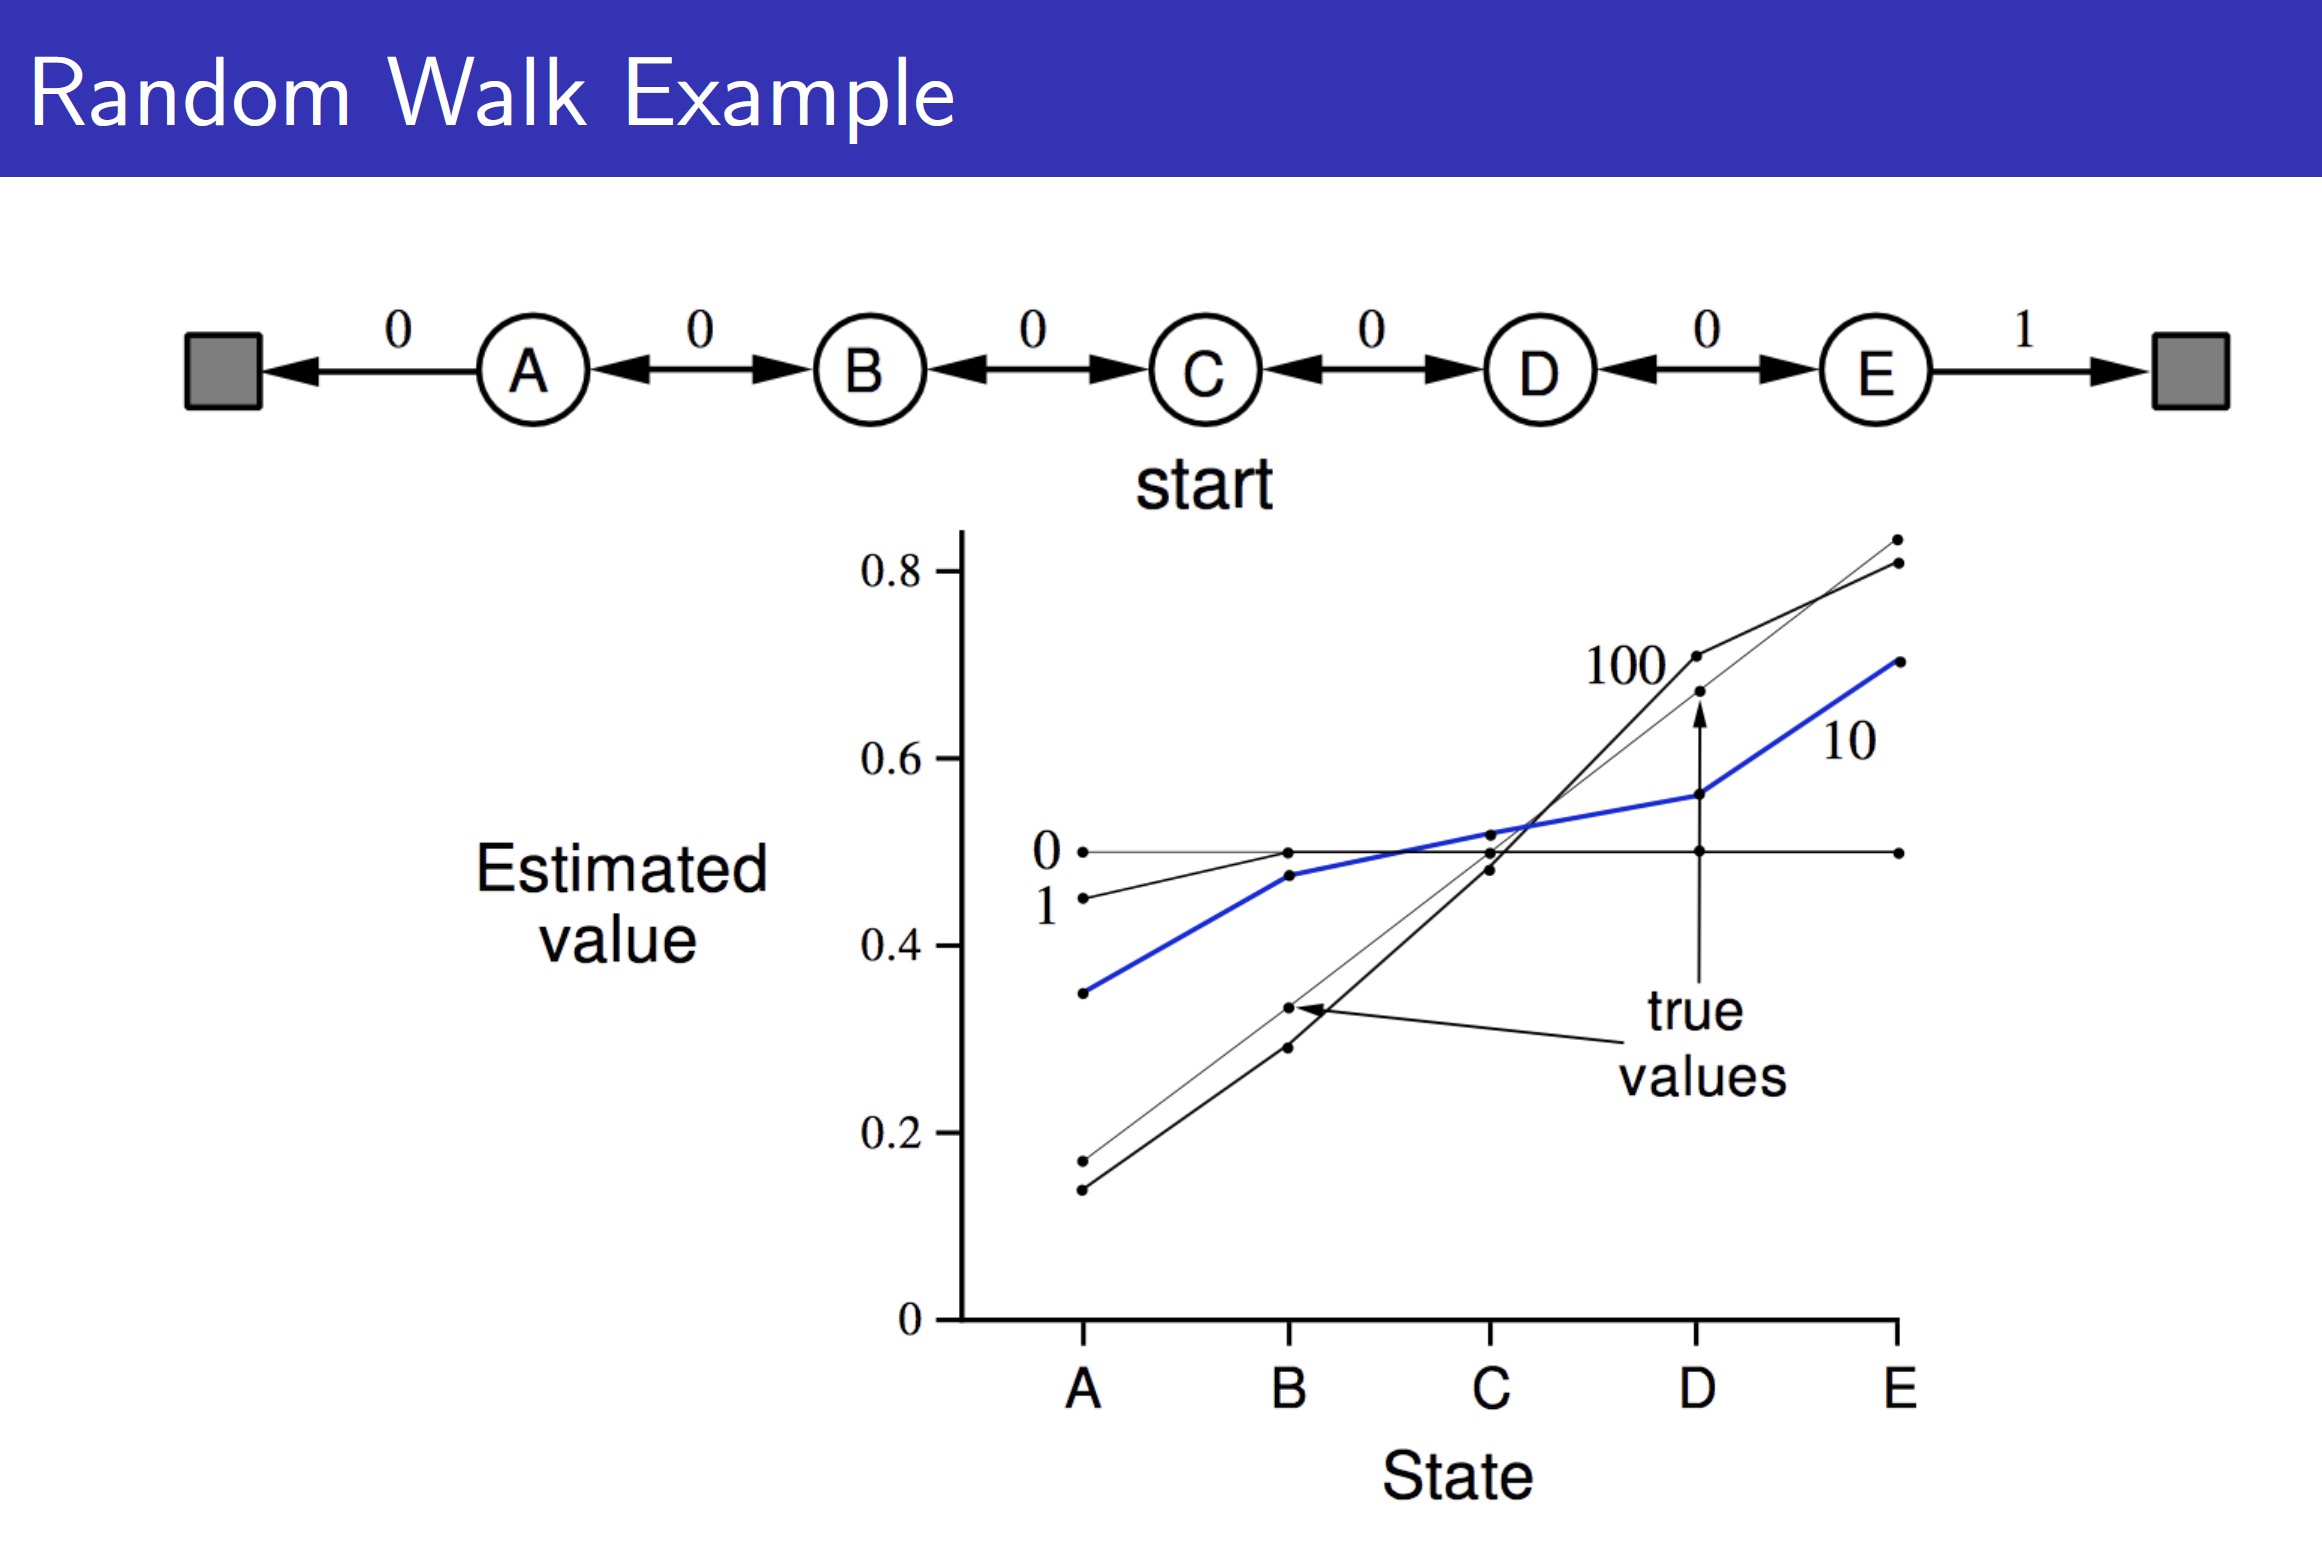 Random Walk Example
0 0 0 0 0 1
A B C D E
start
0.8
100
0.6
10
0
Estimated
value
1
0.4
true
values
0.2
0
A B C D E
State